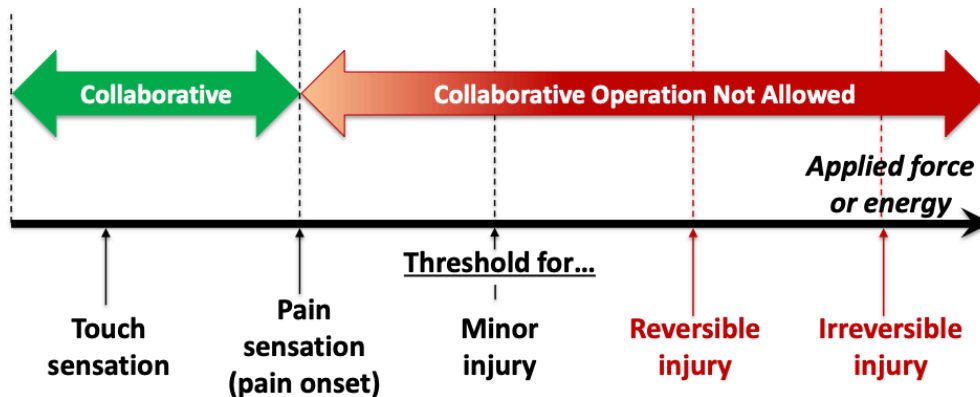 Collaborative
Collaborative Operation Not Allowed
Applied force
or energy
Threshold for...
Touch
sensation
Pain
sensation
(pain onset)
Minor
injury
Reversible
injury
Irreversible
injury